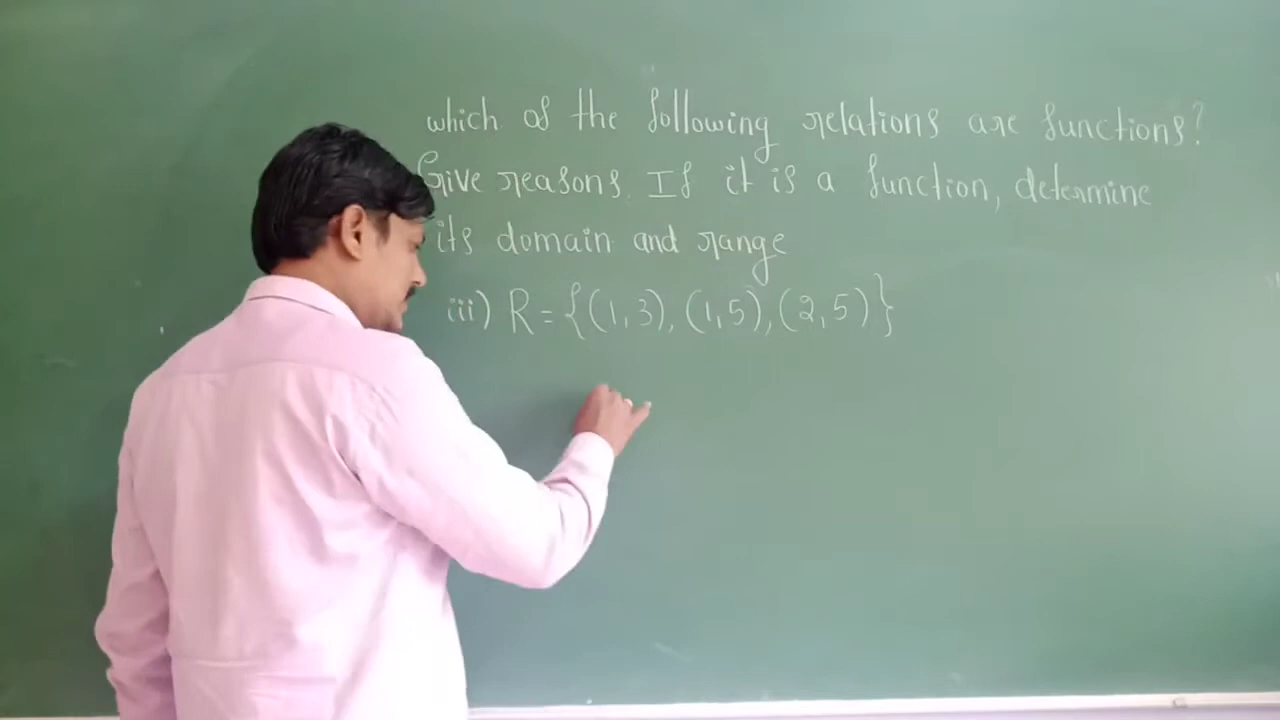 which of the following relations are functions?
Give reasons. If it is a function, determine
its domain and range
iii) R={(1,3),(1,5),(2,5)}